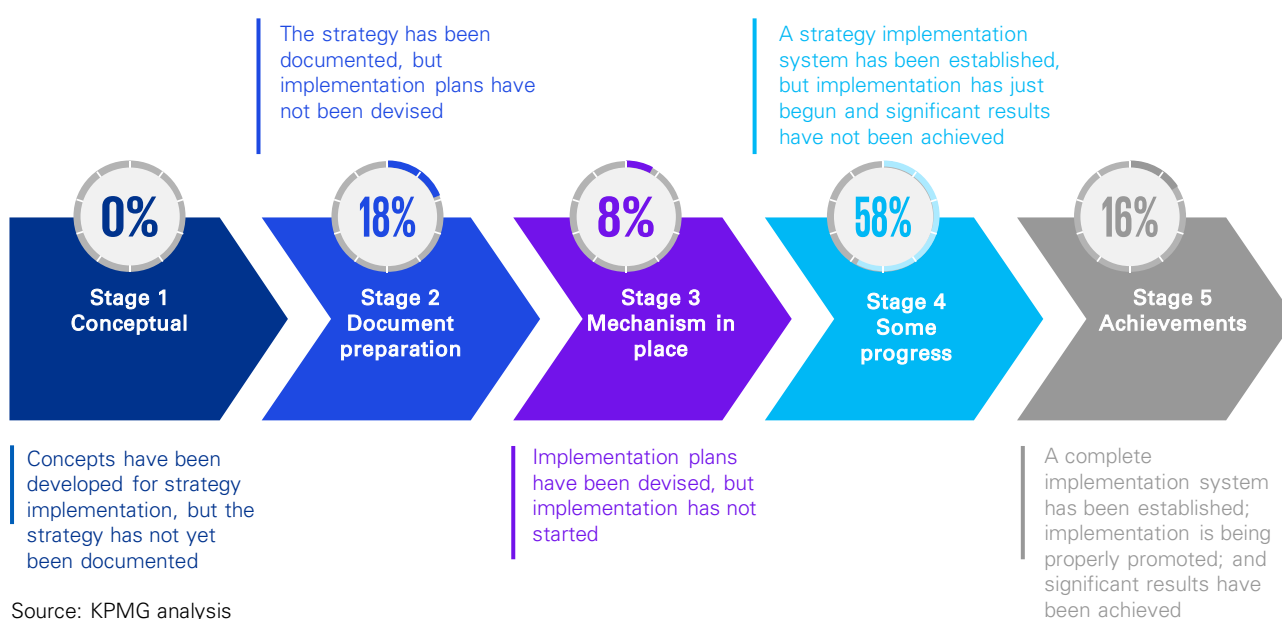 The strategy has been
documented, but
implementation plans have
not been devised
A strategy implementation
system has been established,
but implementation has just
begun and significant results
have not been achieved
0%
Stage 1
Conceptual
18%
Stage 2
Document
preparation
8%
Stage 3
Mechanism in
place
58%
Stage 4
Some
progress
16%
Stage 5
Achievements
Concepts have been
developed for strategy
implementation, but the
strategy has not yet
been documented
Implementation plans
have been devised, but
implementation has not
started
A complete
implementation system
has been established;
implementation is being
properly promoted; and
significant results have
been achieved
Source: KPMG analysis